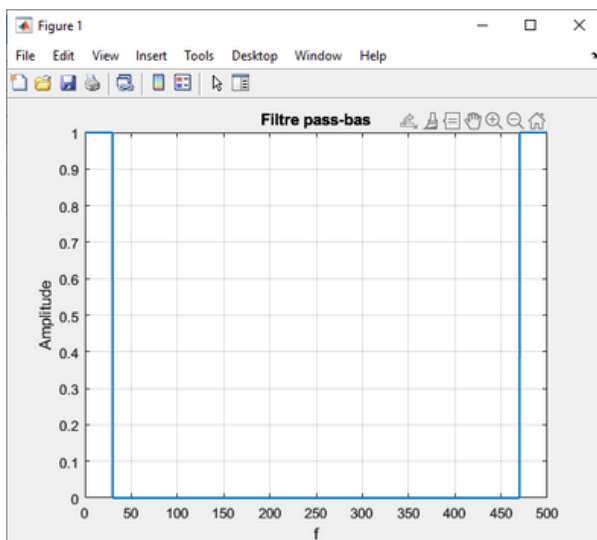 Figure 1
File Edit View Insert Tools Desktop Window Help
Filtre pass-bas
1
0.9
0.8
0.7
0.6
0.5
0.4
0.3
0.2
0.1
0
Amplitude
0 50 100 150 200 250 300 350 400 450 500
f